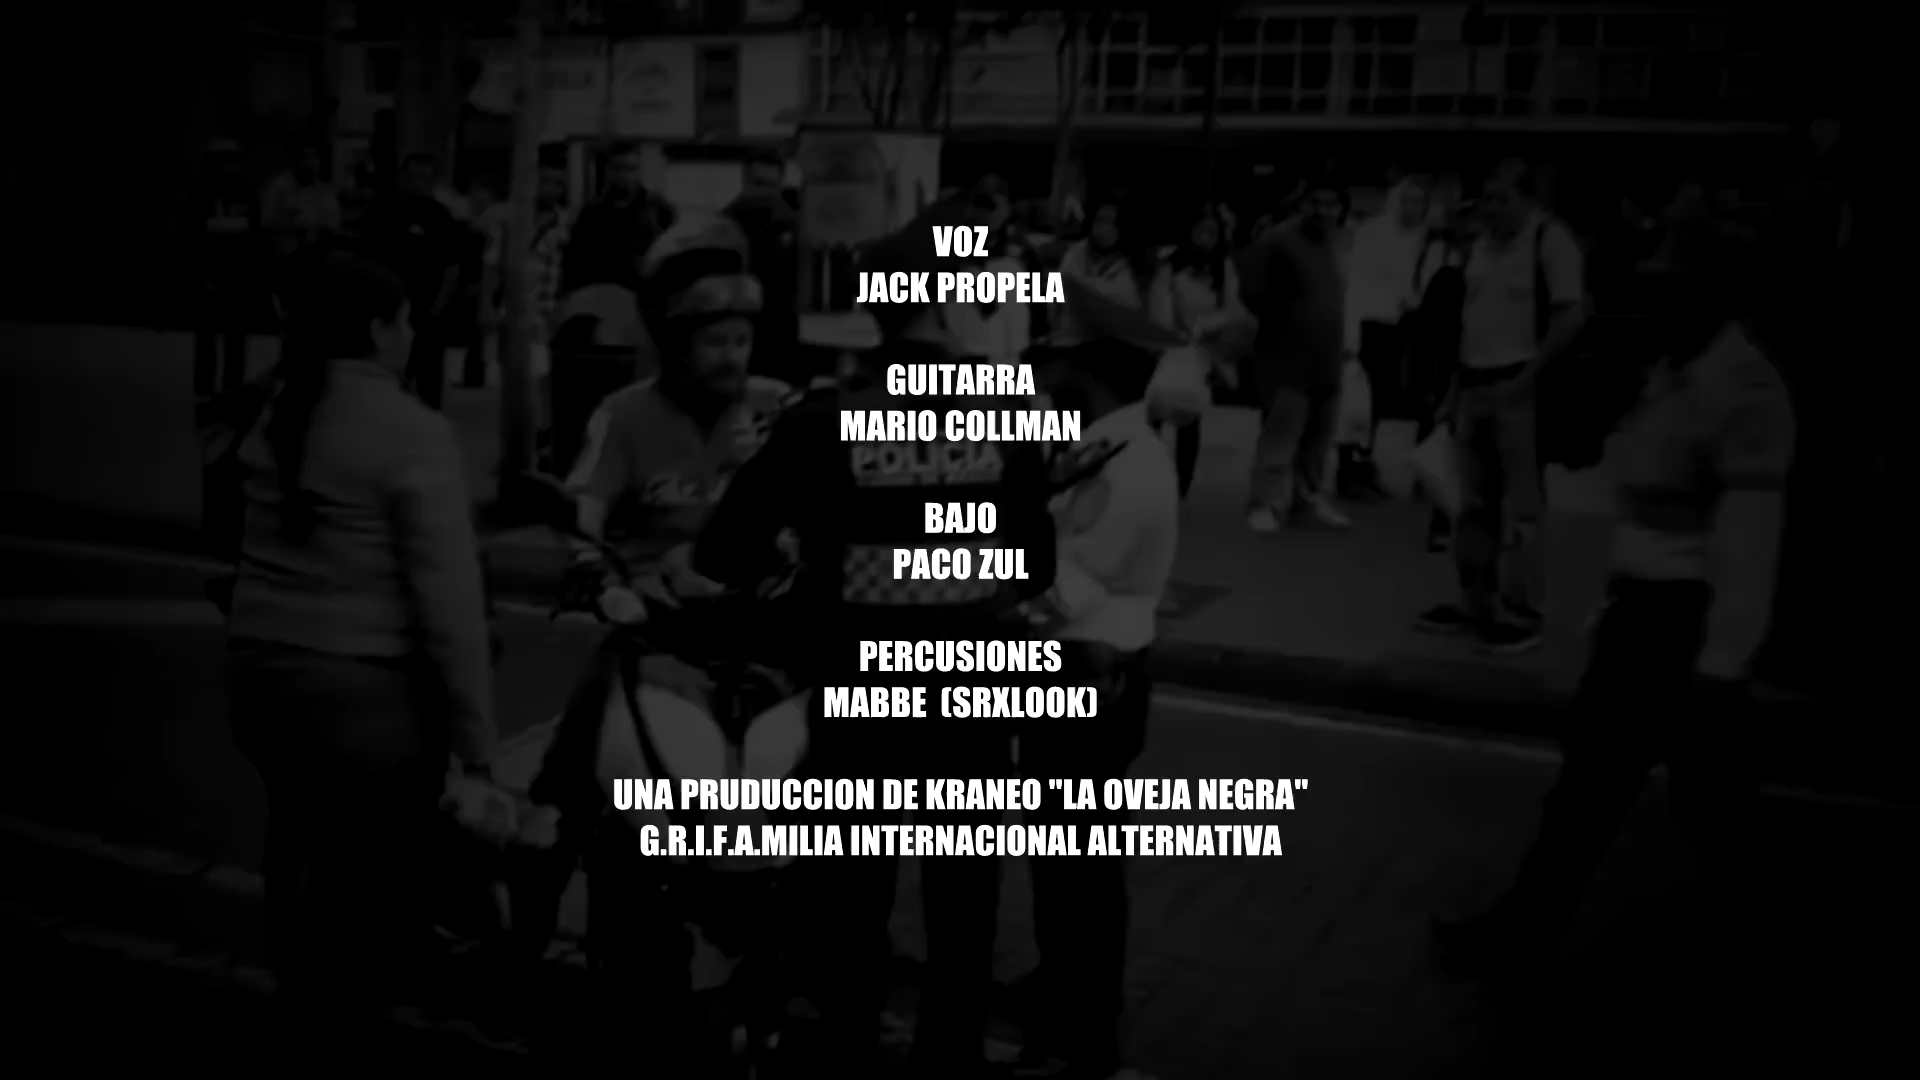 VOZ
JACK PROPELA
GUITARRA
MARIO COLLMAN
POLICIA
BAJO
PACO ZUL
PERCUSIONES
MABBE (SRXLOOK)
UNA PRUDUCCION DE KRANEO "LA OVEJA NEGRA"
G.R.I.F.A.MILIA INTERNACIONAL ALTERNATIVA